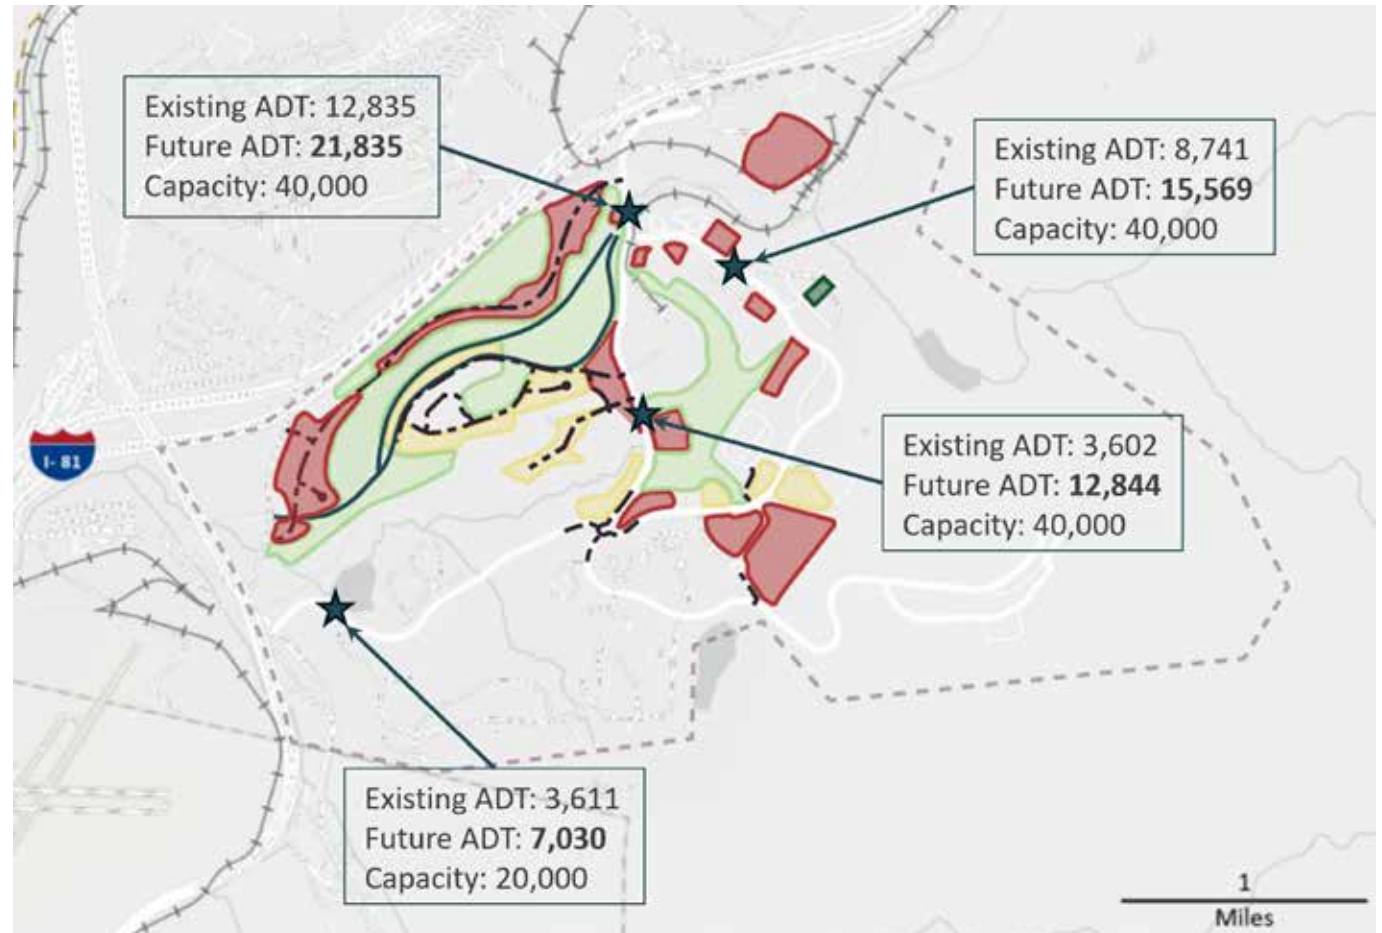 Existing ADT: 12,835
Future ADT: 21,835
Capacity: 40,000
Existing ADT: 8,741
Future ADT: 15,569
Capacity: 40,000
Existing ADT: 3,602
Future ADT: 12,844
Capacity: 40,000
I- 81
Existing ADT: 3,611
Future ADT: 7,030
Capacity: 20,000
1
Miles